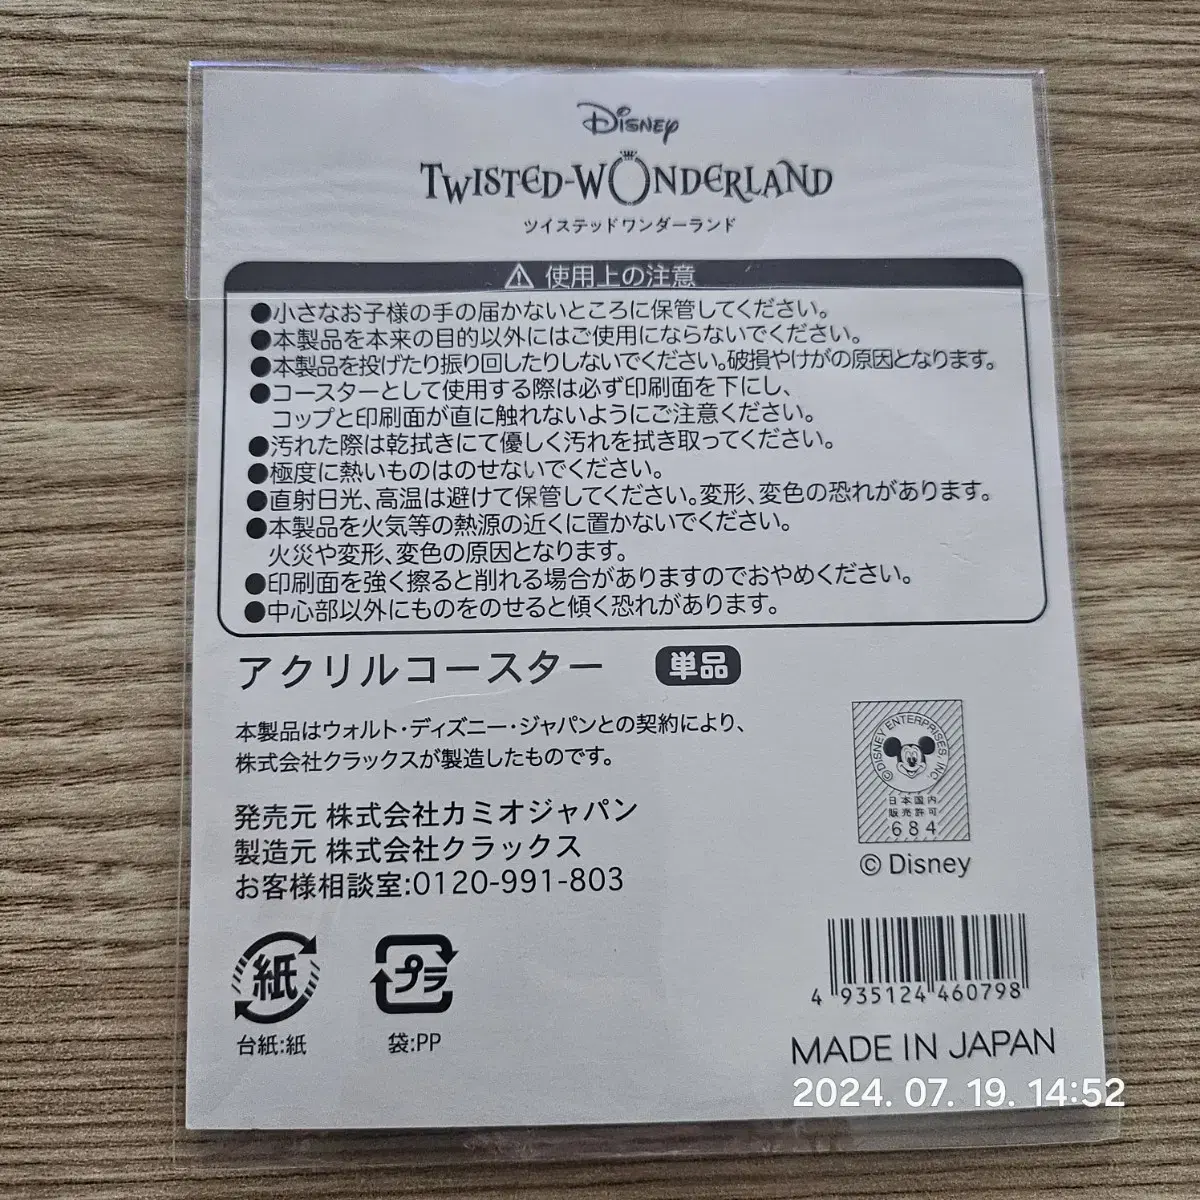 Disney
TWISTED-WONDERLAND
ツイステッドワンダーランド
⚠ 使用上の注意
●小さなお子様の手の届かないところに保管してください。
●本製品を本来の目的以外にはご使用にならないでください。
●本製品を投げたり振り回したりしないでください。破損やけがの原因となります。
●コースターとして使用する際は必ず印刷面を下にし、
コップと印刷面が直に触れないようにご注意ください。
●汚れた際は乾拭きにて優しく汚れを拭き取ってください。
●極度に熱いものはのせないでください。
●直射日光、高温は避けて保管してください。変形、変色の恐れがあります。
●本製品を火気等の熱源の近くに置かないでください。
火災や変形、変色の原因となります。
●印刷面を強く擦ると削れる場合がありますのでおやめください。
●中心部以外にものをのせると傾く恐れがあります。
アクリルコースター 単品
本製品はウォルト・ディズニー・ジャパンとの契約により、
株式会社クラックスが製造したものです。
発売元 株式会社カミオジャパン
製造元 株式会社クラックス
お客様相談室:0120-991-803
©DISNEY ENTERPRISES, INC.
日本国内
販売許可
684
© Disney
紙
台紙:紙
プラ
袋:PP
4 935124 460798
MADE IN JAPAN
2024. 07. 19. 14:52